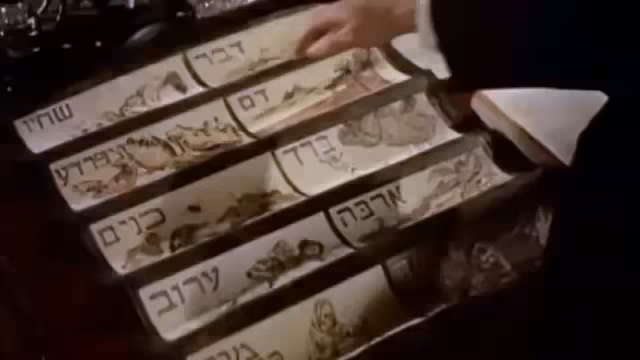 דבר
שחין
דם
צפרדע
ברד
כנים
ארבה
ערוב